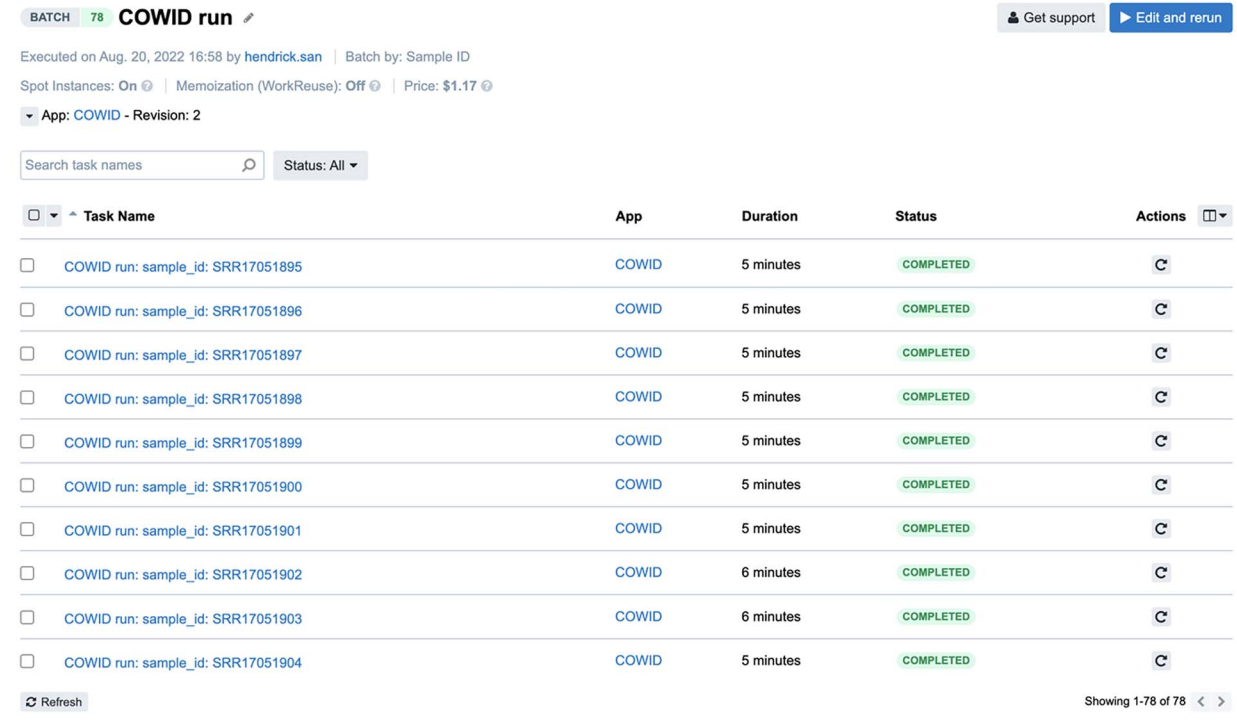 BATCH 78 COWID run
Get support
Edit and rerun
Executed on Aug. 20, 2022 16:58 by hendrick.san Batch by: Sample ID
Spot Instances: On ? Memoization (WorkReuse): Off ? Price: $1.17 ?
App: COWID - Revision: 2
Search task names
Status: All
Task Name App Duration Status Actions
COWID run: sample_id: SRR17051895 COWID 5 minutes COMPLETED
COWID run: sample_id: SRR17051896 COWID 5 minutes COMPLETED
COWID run: sample_id: SRR17051897 COWID 5 minutes COMPLETED
COWID run: sample_id: SRR17051898 COWID 5 minutes COMPLETED
COWID run: sample_id: SRR17051899 COWID 5 minutes COMPLETED
COWID run: sample_id: SRR17051900 COWID 5 minutes COMPLETED
COWID run: sample_id: SRR17051901 COWID 5 minutes COMPLETED
COWID run: sample_id: SRR17051902 COWID 6 minutes COMPLETED
COWID run: sample_id: SRR17051903 COWID 6 minutes COMPLETED
COWID run: sample_id: SRR17051904 COWID 5 minutes COMPLETED
Refresh
Showing 1-78 of 78